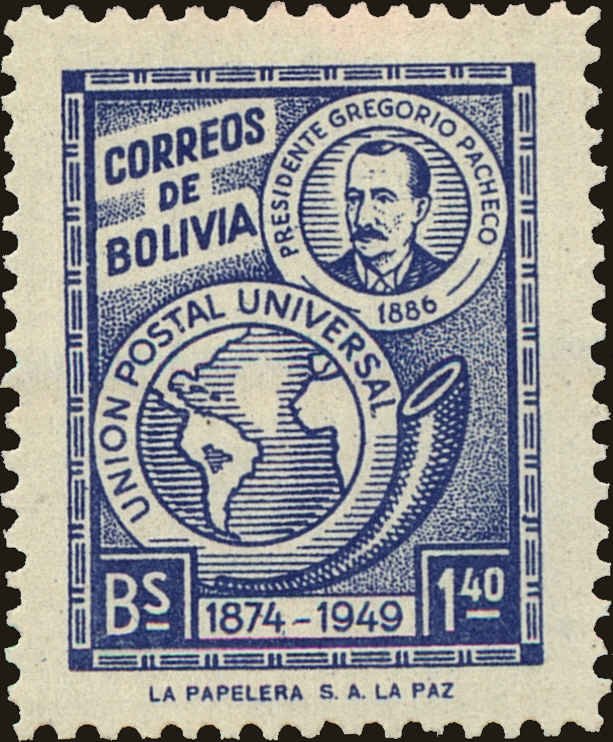 CORREOS
DE
BOLIVIA
PRESIDENTE GREGORIO PACHECO
1886
UNION POSTAL UNIVERSAL
Bs 1.40
1874-1949
LA PAPELERA S. A. LA PAZ